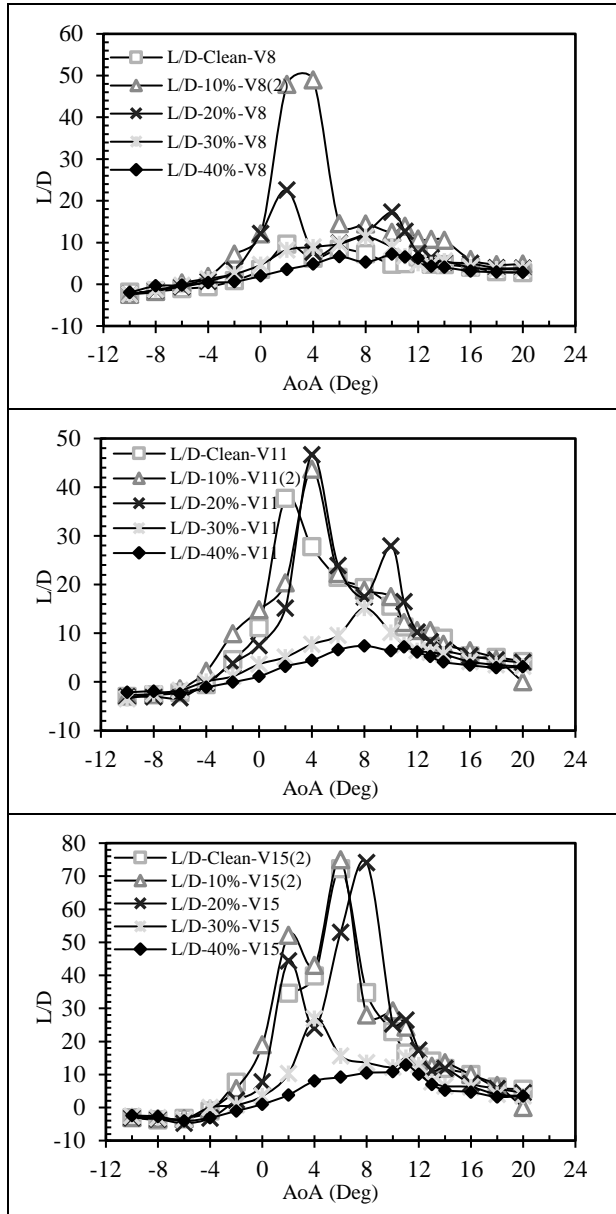 60
50
40
30
20
10
0
-10
L/D
L/D-Clean-V8
L/D-10%-V8(2)
L/D-20%-V8
L/D-30%-V8
L/D-40%-V8
-12 -8 -4 0 4 8 12 16 20 24
AoA (Deg)
50
40
30
20
10
0
-10
L/D
L/D-Clean-V11
L/D-10%-V11(2)
L/D-20%-V11
L/D-30%-V11
L/D-40%-V11
-12 -8 -4 0 4 8 12 16 20 24
AoA (Deg)
80
70
60
50
40
30
20
10
0
-10
L/D
L/D-Clean-V15(2)
L/D-10%-V15(2)
L/D-20%-V15
L/D-30%-V15
L/D-40%-V15
-12 -8 -4 0 4 8 12 16 20 24
AoA (Deg)